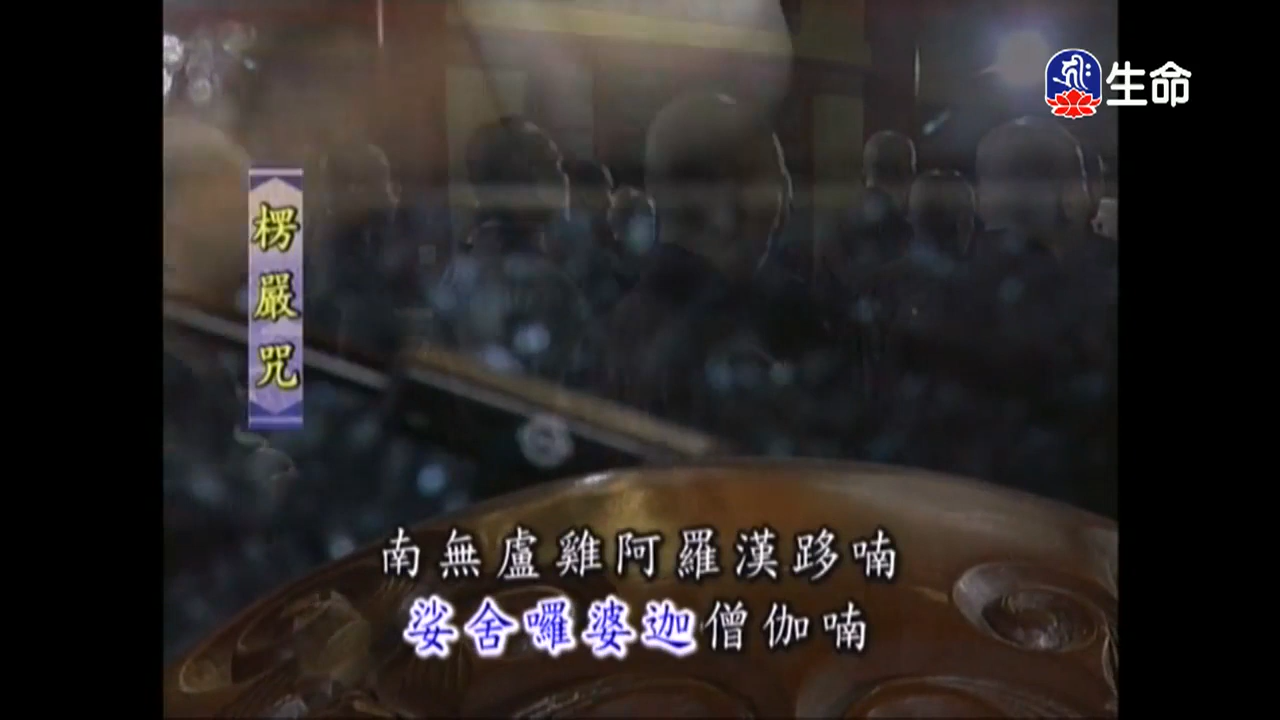 生命
楞嚴咒
南無盧雞阿羅漢跢喃
娑舍囉婆迦僧伽喃